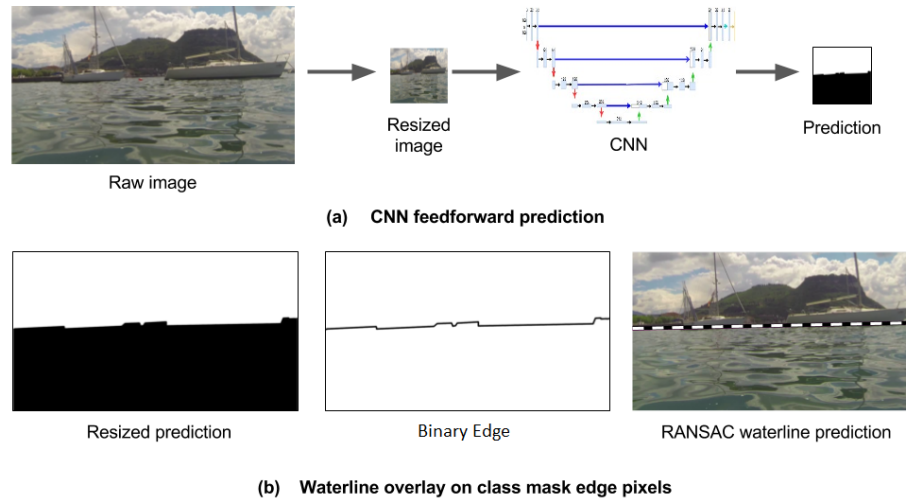 Raw image
Resized
image
CNN
Prediction
(a) CNN feedforward prediction
Resized prediction
Binary Edge
RANSAC waterline prediction
(b) Waterline overlay on class mask edge pixels